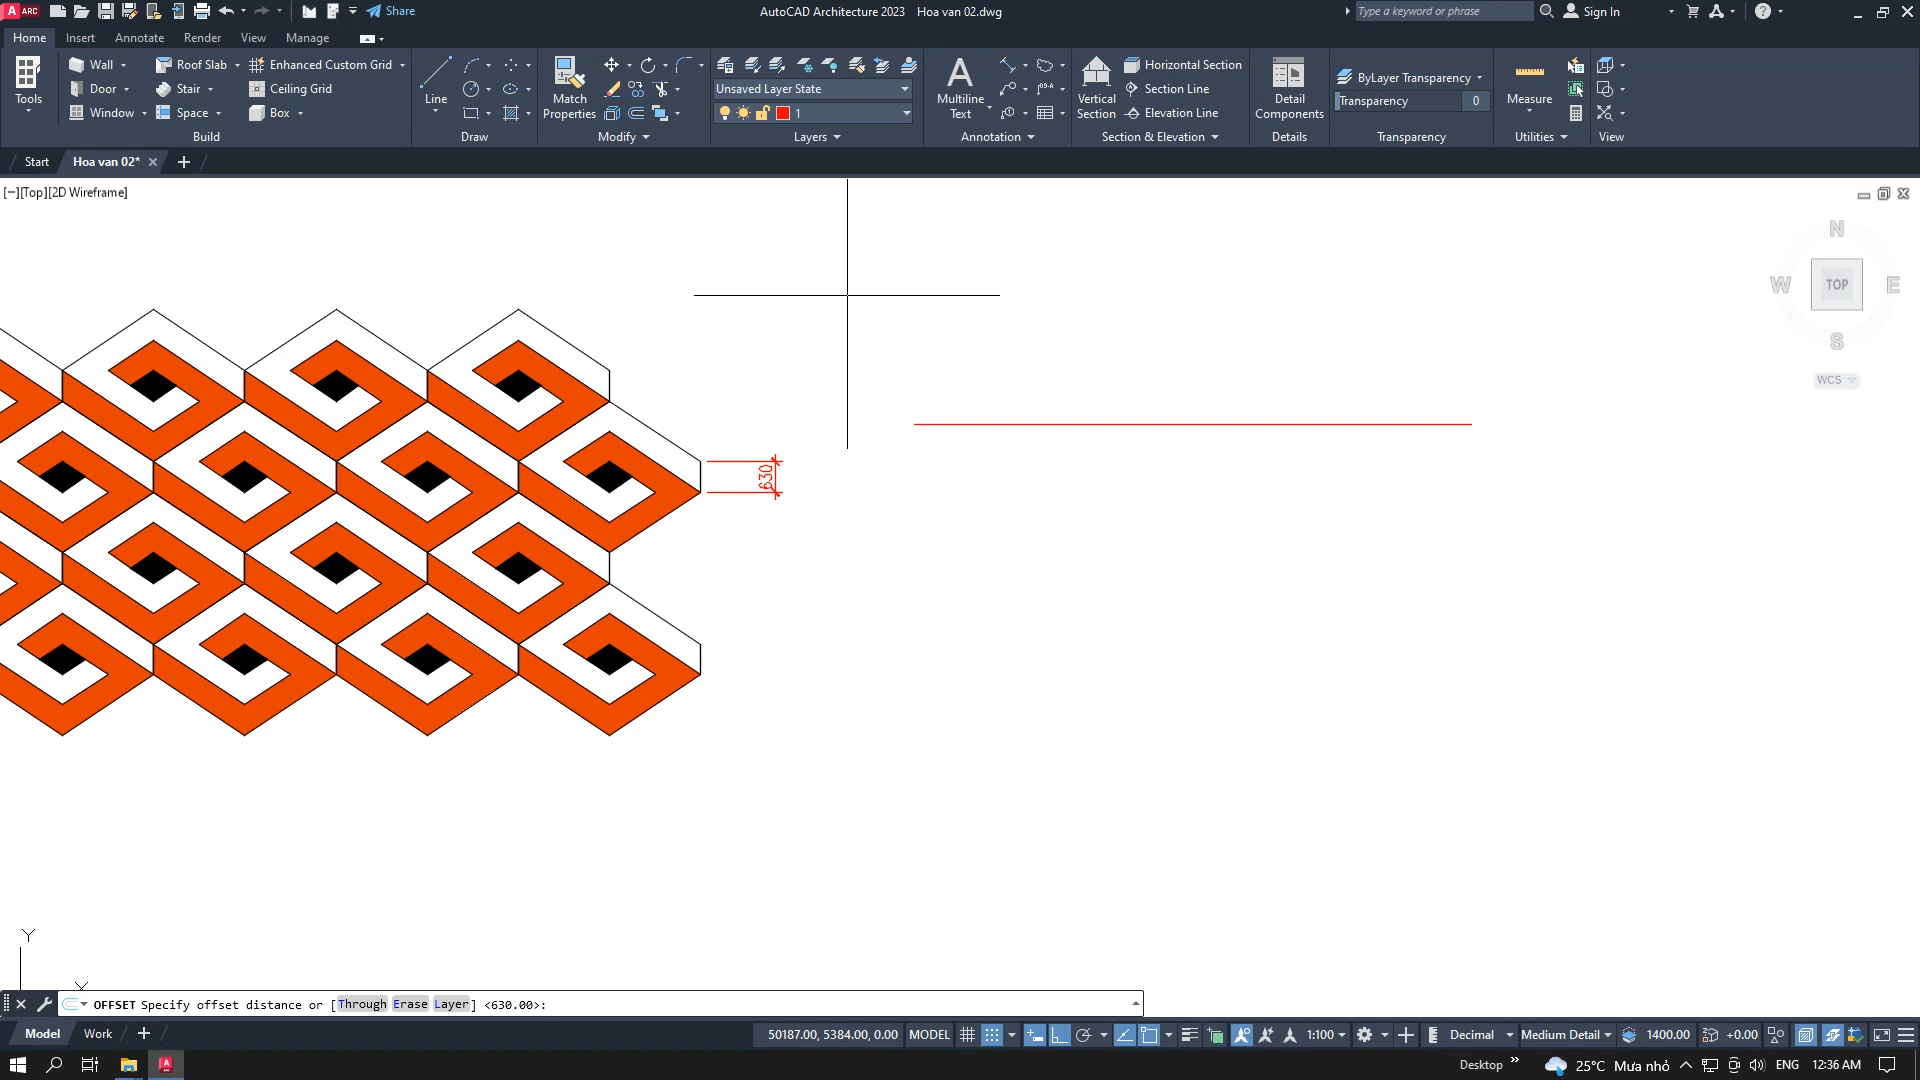 A ARC
Share
AutoCAD Architecture 2023 Hoa van 02.dwg
Type a keyword or phrase
Sign In
Home Insert Annotate Render View Manage
Tools
Wall
Door
Window
Roof Slab
Stair
Space
Enhanced Custom Grid
Ceiling Grid
Box
Build
Line
Draw
Match
Properties
Modify
Unsaved Layer State
1
Layers
Multiline
Text
Annotation
Vertical
Section
Horizontal Section
Section Line
Elevation Line
Section & Elevation
Detail
Components
Details
ByLayer Transparency
Transparency 0
Transparency
Measure
Utilities
View
Start Hoa van 02*
[−][Top][2D Wireframe]
N
W TOP E
S
WCS
630
Y
X
OFFSET Specify offset distance or [Through Erase Layer] <630.00>:
Model Work
50187.00, 5384.00, 0.00 MODEL 1:100 Decimal Medium Detail 1400.00 +0.00
Desktop 25°C Mưa nhỏ ENG 12:36 AM